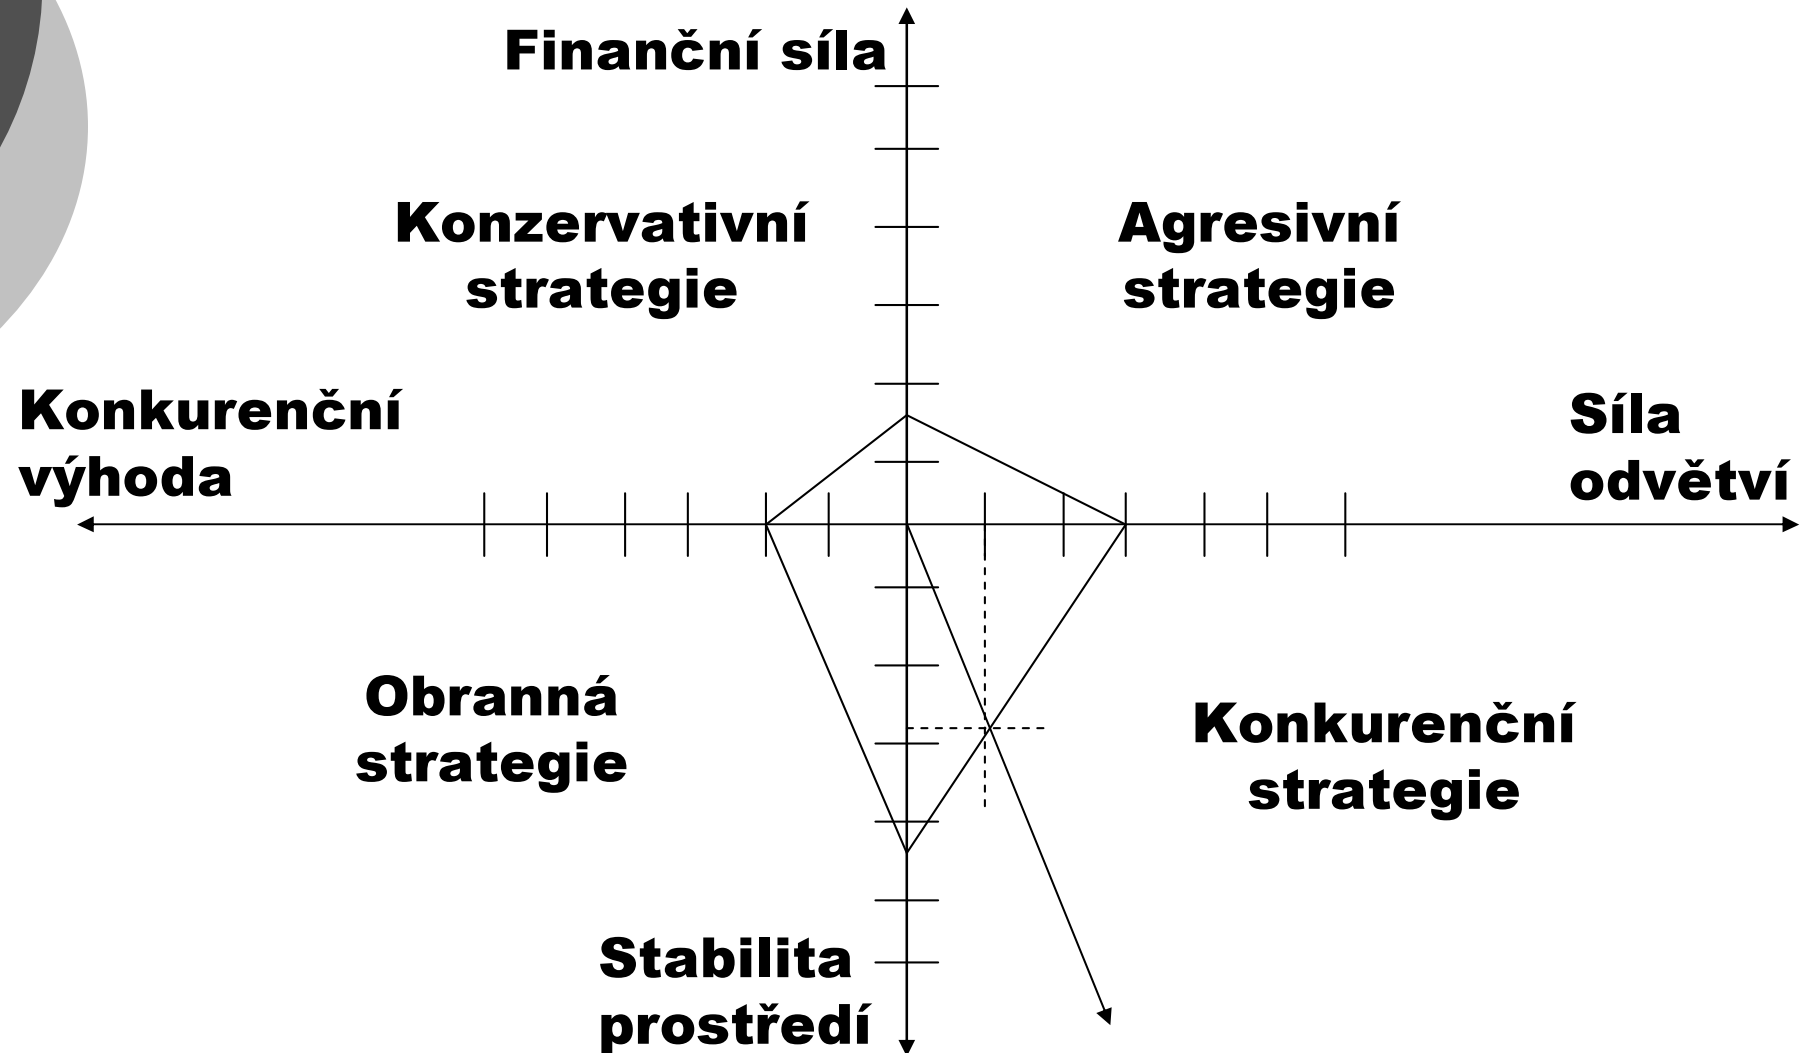 Finanční síla
Konzervativní
strategie
Agresivní
strategie
Konkurenční
výhoda
Síla
odvětví
Obranná
strategie
Konkurenční
strategie
Stabilita
prostředí